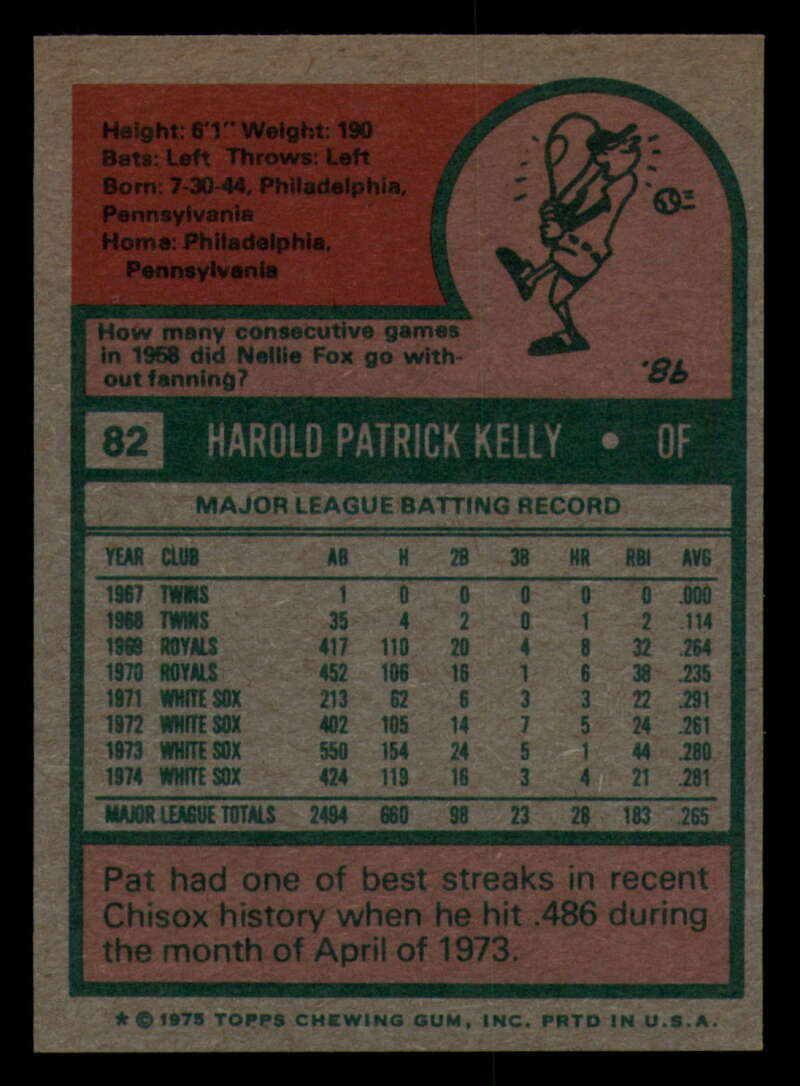 Height: 6'1" Weight: 190
Bats: Left Throws: Left
Born: 7-30-44, Philadelphia,
Pennsylvania
Home: Philadelphia,
Pennsylvania
How many consecutive games
in 1958 did Nellie Fox go with-
out fanning?
'98
82 HAROLD PATRICK KELLY • OF
MAJOR LEAGUE BATTING RECORD
YEAR CLUB AB H 2B 3B HR RBI AVG
1967 TWINS 1 0 0 0 0 0 .000
1968 TWINS 35 4 2 0 1 2 .114
1969 ROYALS 417 110 20 4 8 32 .264
1970 ROYALS 452 106 16 1 6 38 .235
1971 WHITE SOX 213 62 6 3 3 22 .291
1972 WHITE SOX 402 105 14 7 5 24 .261
1973 WHITE SOX 550 154 24 5 1 44 .280
1974 WHITE SOX 424 119 16 3 4 21 .281
MAJOR LEAGUE TOTALS 2494 660 98 23 28 183 .265
Pat had one of best streaks in recent
Chisox history when he hit .486 during
the month of April of 1973.
* © 1975 TOPPS CHEWING GUM, INC. PRTD IN U.S.A.